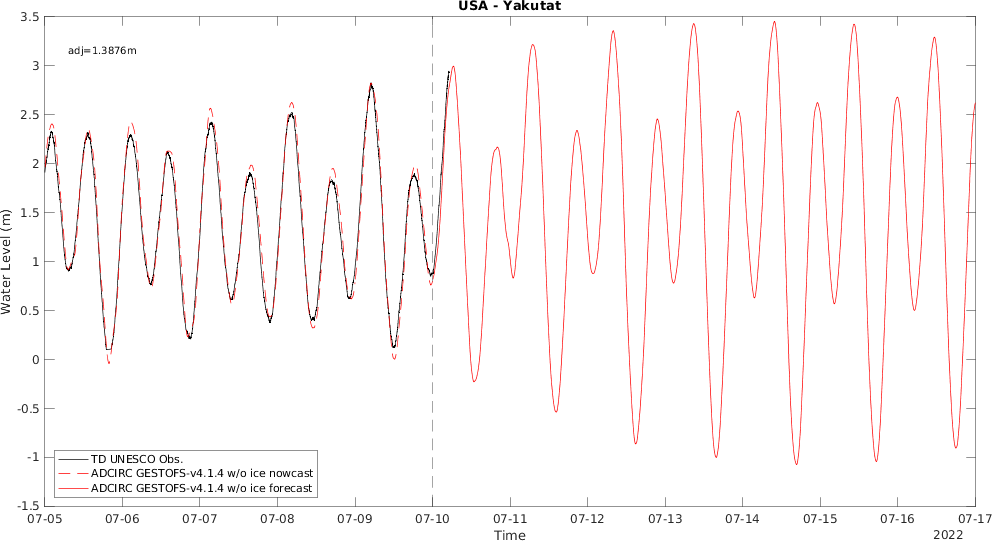 USA - Yakutat
adj=1.3876m
3.5
3
2.5
2
1.5
1
0.5
0
-0.5
-1
-1.5
Water Level (m)
TD UNESCO Obs.
ADCIRC GESTOFS-v4.1.4 w/o ice nowcast
ADCIRC GESTOFS-v4.1.4 w/o ice forecast
07-05 07-06 07-07 07-08 07-09 07-10 07-11 07-12 07-13 07-14 07-15 07-16 07-17
Time
2022